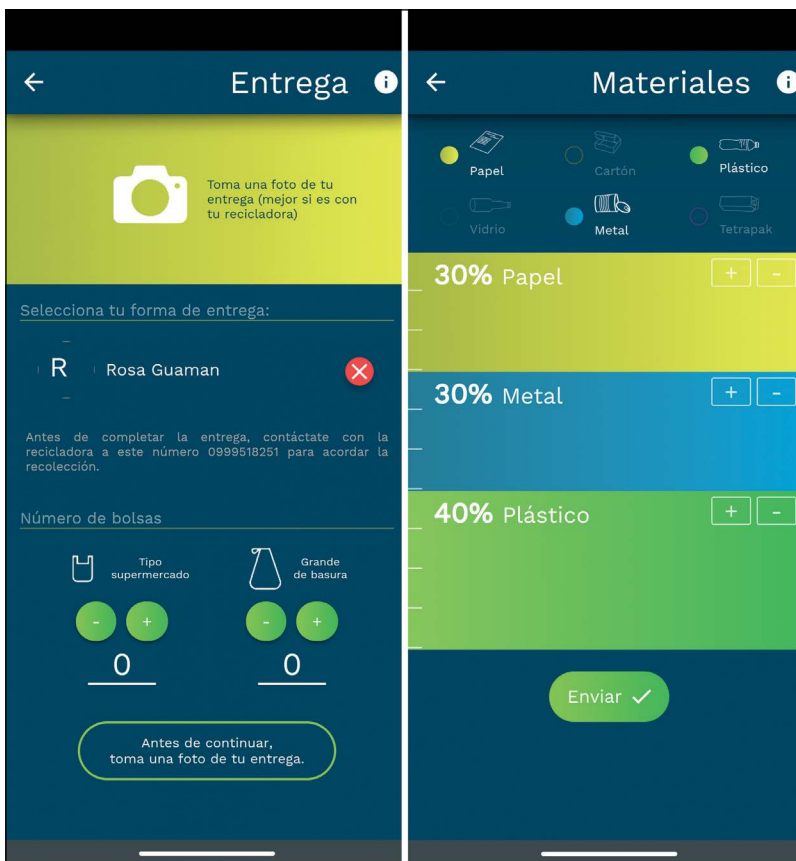 Entrega
Toma una foto de tu
entrega (mejor si es con
tu recicladora)
Selecciona tu forma de entrega:
R
Rosa Guaman
Antes de completar la entrega, contáctate con la
recicladora a este número 0999518251 para acordar la
recolección.
Número de bolsas
Tipo
supermercado
Grande
de basura
- +
- +
0
0
Antes de continuar,
toma una foto de tu entrega.
Materiales
Papel
Cartón
Plástico
Vidrio
Metal
Tetrapak
30% Papel
+ -
30% Metal
+ -
40% Plástico
+ -
Enviar